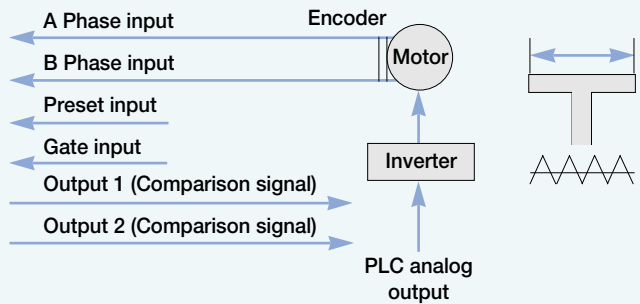 A Phase input
Encoder
B Phase input
Motor
Preset input
Gate input
Inverter
Output 1 (Comparison signal)
Output 2 (Comparison signal)
PLC analog
output